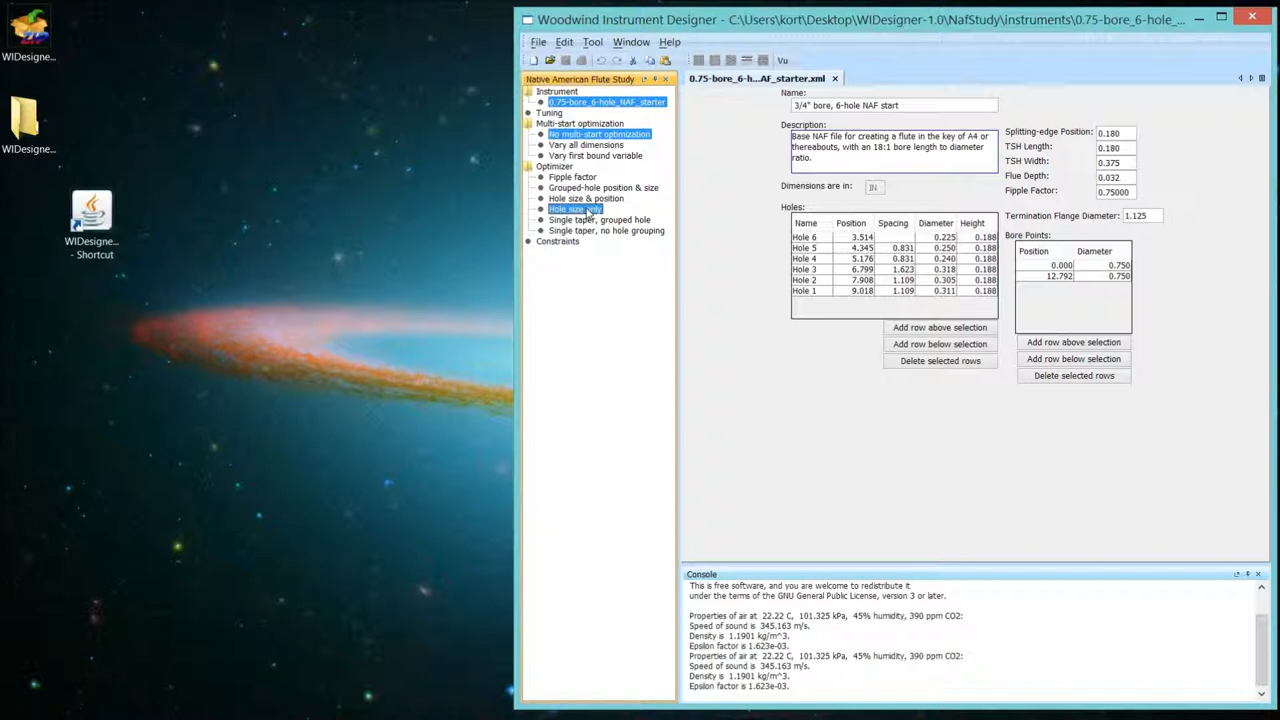 WIDesigne...
WIDesigne...
WIDesigne...
- Shortcut
Woodwind Instrument Designer - C:\Users\kort\Desktop\WIDesigner-1.0\NafStudy\instruments\0.75-bore_6-hole_...
File Edit Tool Window Help
Vu
Native American Flute Study
Instrument
0.75-bore_6-hole_NAF_starter
Tuning
Multi-start optimization
No multi-start optimization
Vary all dimensions
Vary first bound variable
Optimizer
Fipple factor
Grouped-hole position & size
Hole size & position
Hole size only
Single taper, grouped hole
Single taper, no hole grouping
Constraints
0.75-bore_6-h...AF_starter.xml
Name:
3/4" bore, 6-hole NAF start
Description:
Base NAF file for creating a flute in the key of A4 or
thereabouts, with an 18:1 bore length to diameter
ratio.
Dimensions are in: IN
Splitting-edge Position: 0.180
TSH Length: 0.180
TSH Width: 0.375
Flue Depth: 0.032
Fipple Factor: 0.75000
Holes:
Name Position Spacing Diameter Height
Hole 6 3.514 0.225 0.188
Hole 5 4.345 0.831 0.250 0.188
Hole 4 5.176 0.831 0.240 0.188
Hole 3 6.799 1.623 0.318 0.188
Hole 2 7.908 1.109 0.305 0.188
Hole 1 9.018 1.109 0.311 0.188
Add row above selection
Add row below selection
Delete selected rows
Termination Flange Diameter: 1.125
Bore Points:
Position Diameter
0.000 0.750
12.792 0.750
Add row above selection
Add row below selection
Delete selected rows
Console
This is free software, and you are welcome to redistribute it
under the terms of the GNU General Public License, version 3 or later.
Properties of air at 22.22 C, 101.325 kPa, 45% humidity, 390 ppm CO2:
Speed of sound is 345.163 m/s.
Density is 1.1901 kg/m^3.
Epsilon factor is 1.623e-03.
Properties of air at 22.22 C, 101.325 kPa, 45% humidity, 390 ppm CO2:
Speed of sound is 345.163 m/s.
Density is 1.1901 kg/m^3.
Epsilon factor is 1.623e-03.